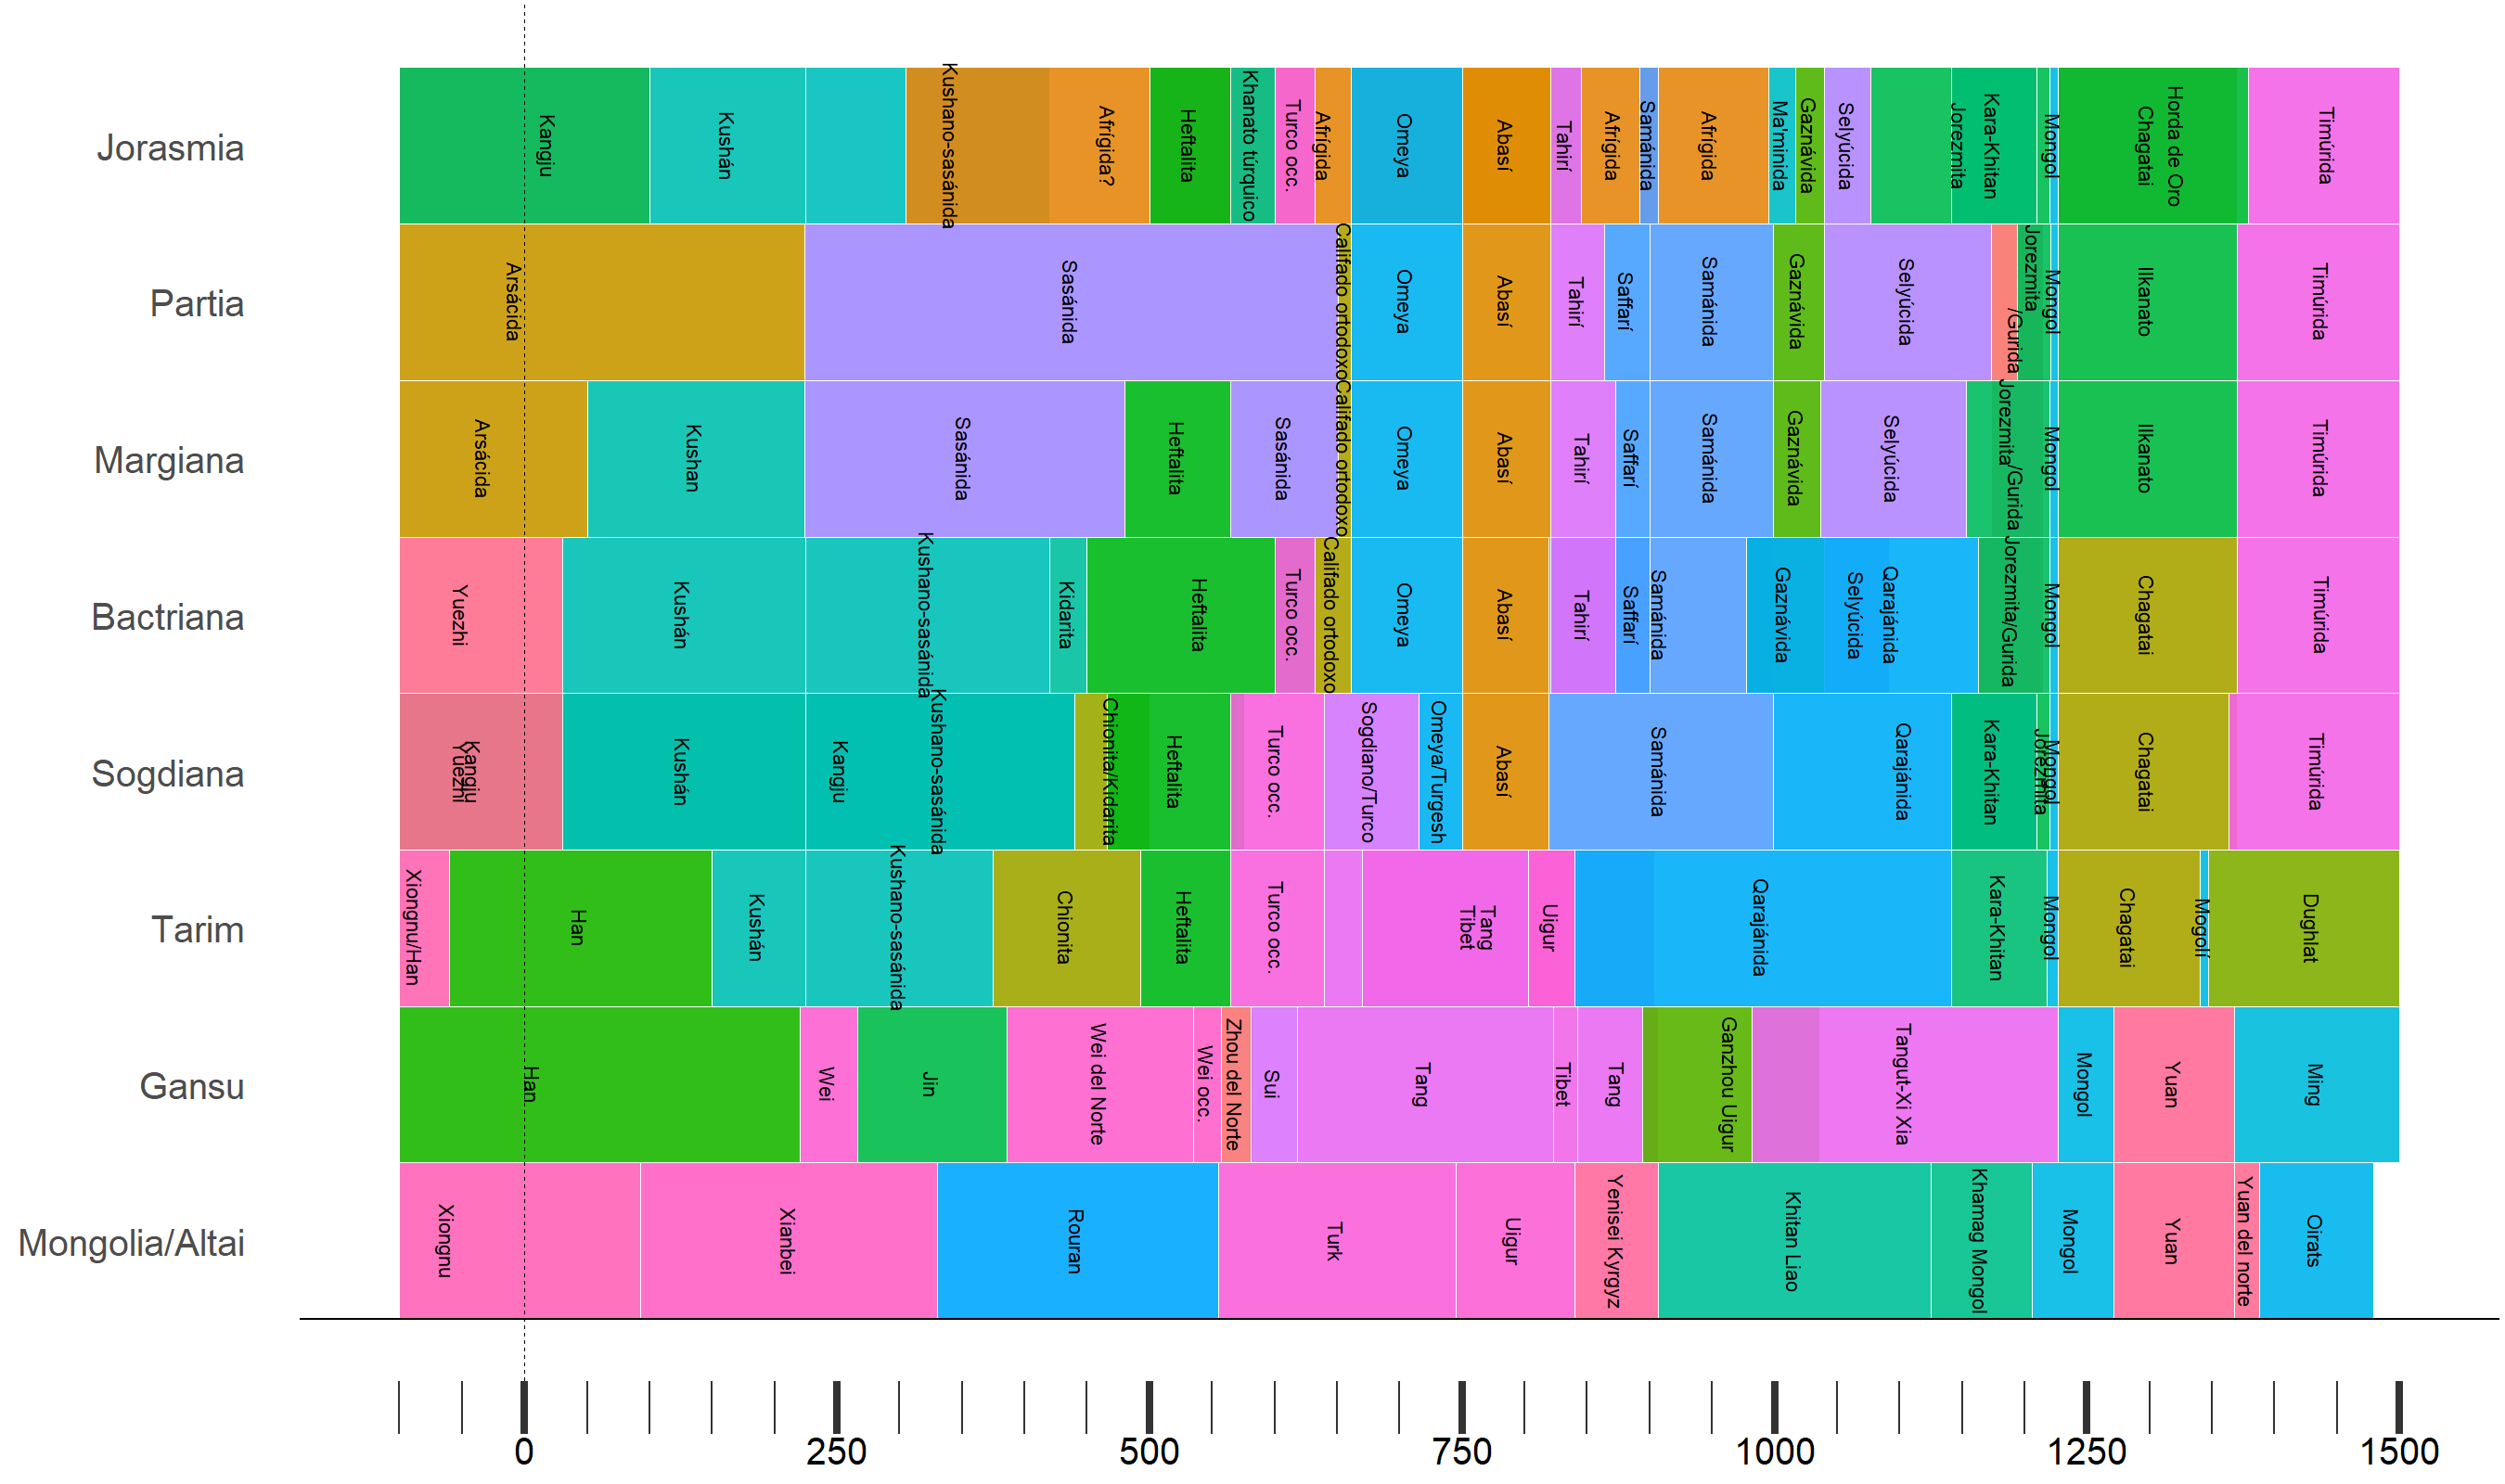 Jorasmia
Kangju
Kushán
Kushano-sasánida
Afrígida?
Heftalita
Khanato túrquico
Turco occ.
Afrígida
Omeya
Abasí
Tahirí
Afrígida
Samánida
Afrígida
Ma'minida
Gaznávida
Selyúcida
Jorezmita
Kara-Khitan
Mongol
Chagatai
Horda de Oro
Timúrida
Partia
Arsácida
Sasánida
Califado ortodoxo
Omeya
Abasí
Tahirí
Saffarí
Samánida
Gaznávida
Selyúcida
/Gurida
Jorezmita
Mongol
Ilkanato
Timúrida
Margiana
Arsácida
Kushan
Sasánida
Heftalita
Sasánida
Califado ortodoxo
Omeya
Abasí
Tahirí
Saffarí
Samánida
Gaznávida
Selyúcida
Jorezmita/Gurida
Mongol
Ilkanato
Timúrida
Bactriana
Yuezhi
Kushán
Kushano-sasánida
Kidarita
Heftalita
Turco occ.
Califado ortodoxo
Omeya
Abasí
Tahirí
Saffarí
Samánida
Gaznávida
Selyúcida
Qarajánida
Jorezmita/Gurida
Mongol
Chagatai
Timúrida
Sogdiana
Yuezhi
Kangju
Kushán
Kangju
Kushano-sasánida
Chionita/Kidarita
Heftalita
Turco occ.
Sogdiano/Turco
Omeya/Turgesh
Abasí
Samánida
Qarajánida
Kara-Khitan
Jorezmita
Mongol
Chagatai
Timúrida
Tarim
Xiongnu/Han
Han
Kushán
Kushano-sasánida
Chionita
Heftalita
Turco occ.
Tibet
Tang
Uigur
Qarajánida
Kara-Khitan
Mongol
Chagatai
Mogolí
Dughlat
Gansu
Han
Wei
Jin
Wei del Norte
Wei occ.
Zhou del Norte
Sui
Tang
Tibet
Tang
Ganzhou Uigur
Tangut-Xi Xia
Mongol
Yuan
Ming
Mongolia/Altai
Xiongnu
Xianbei
Rouran
Turk
Uigur
Yenisei Kyrgyz
Khitan Liao
Khamag Mongol
Mongol
Yuan
Yuan del norte
Oirats
0 250 500 750 1000 1250 1500